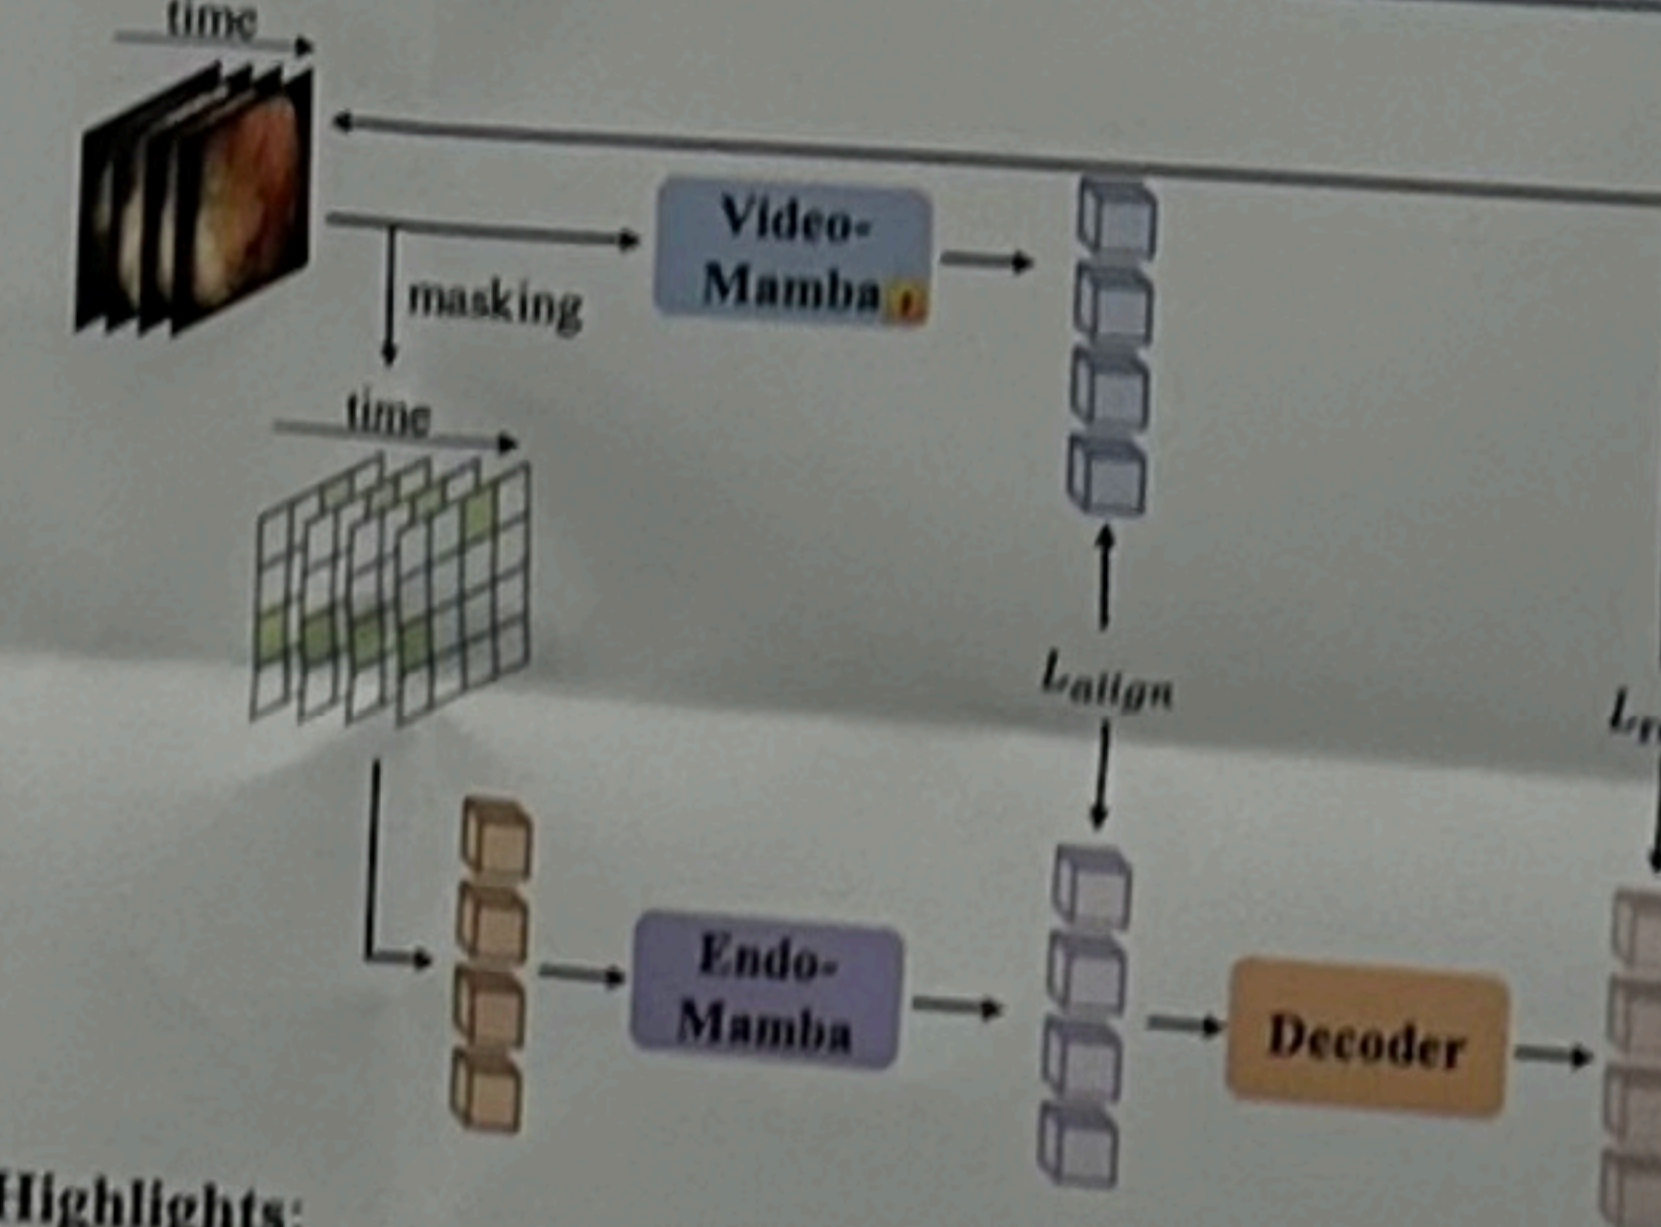 time
Video-
Mamba
masking
time
L_align
Endo-
Mamba
Decoder
Highlights: